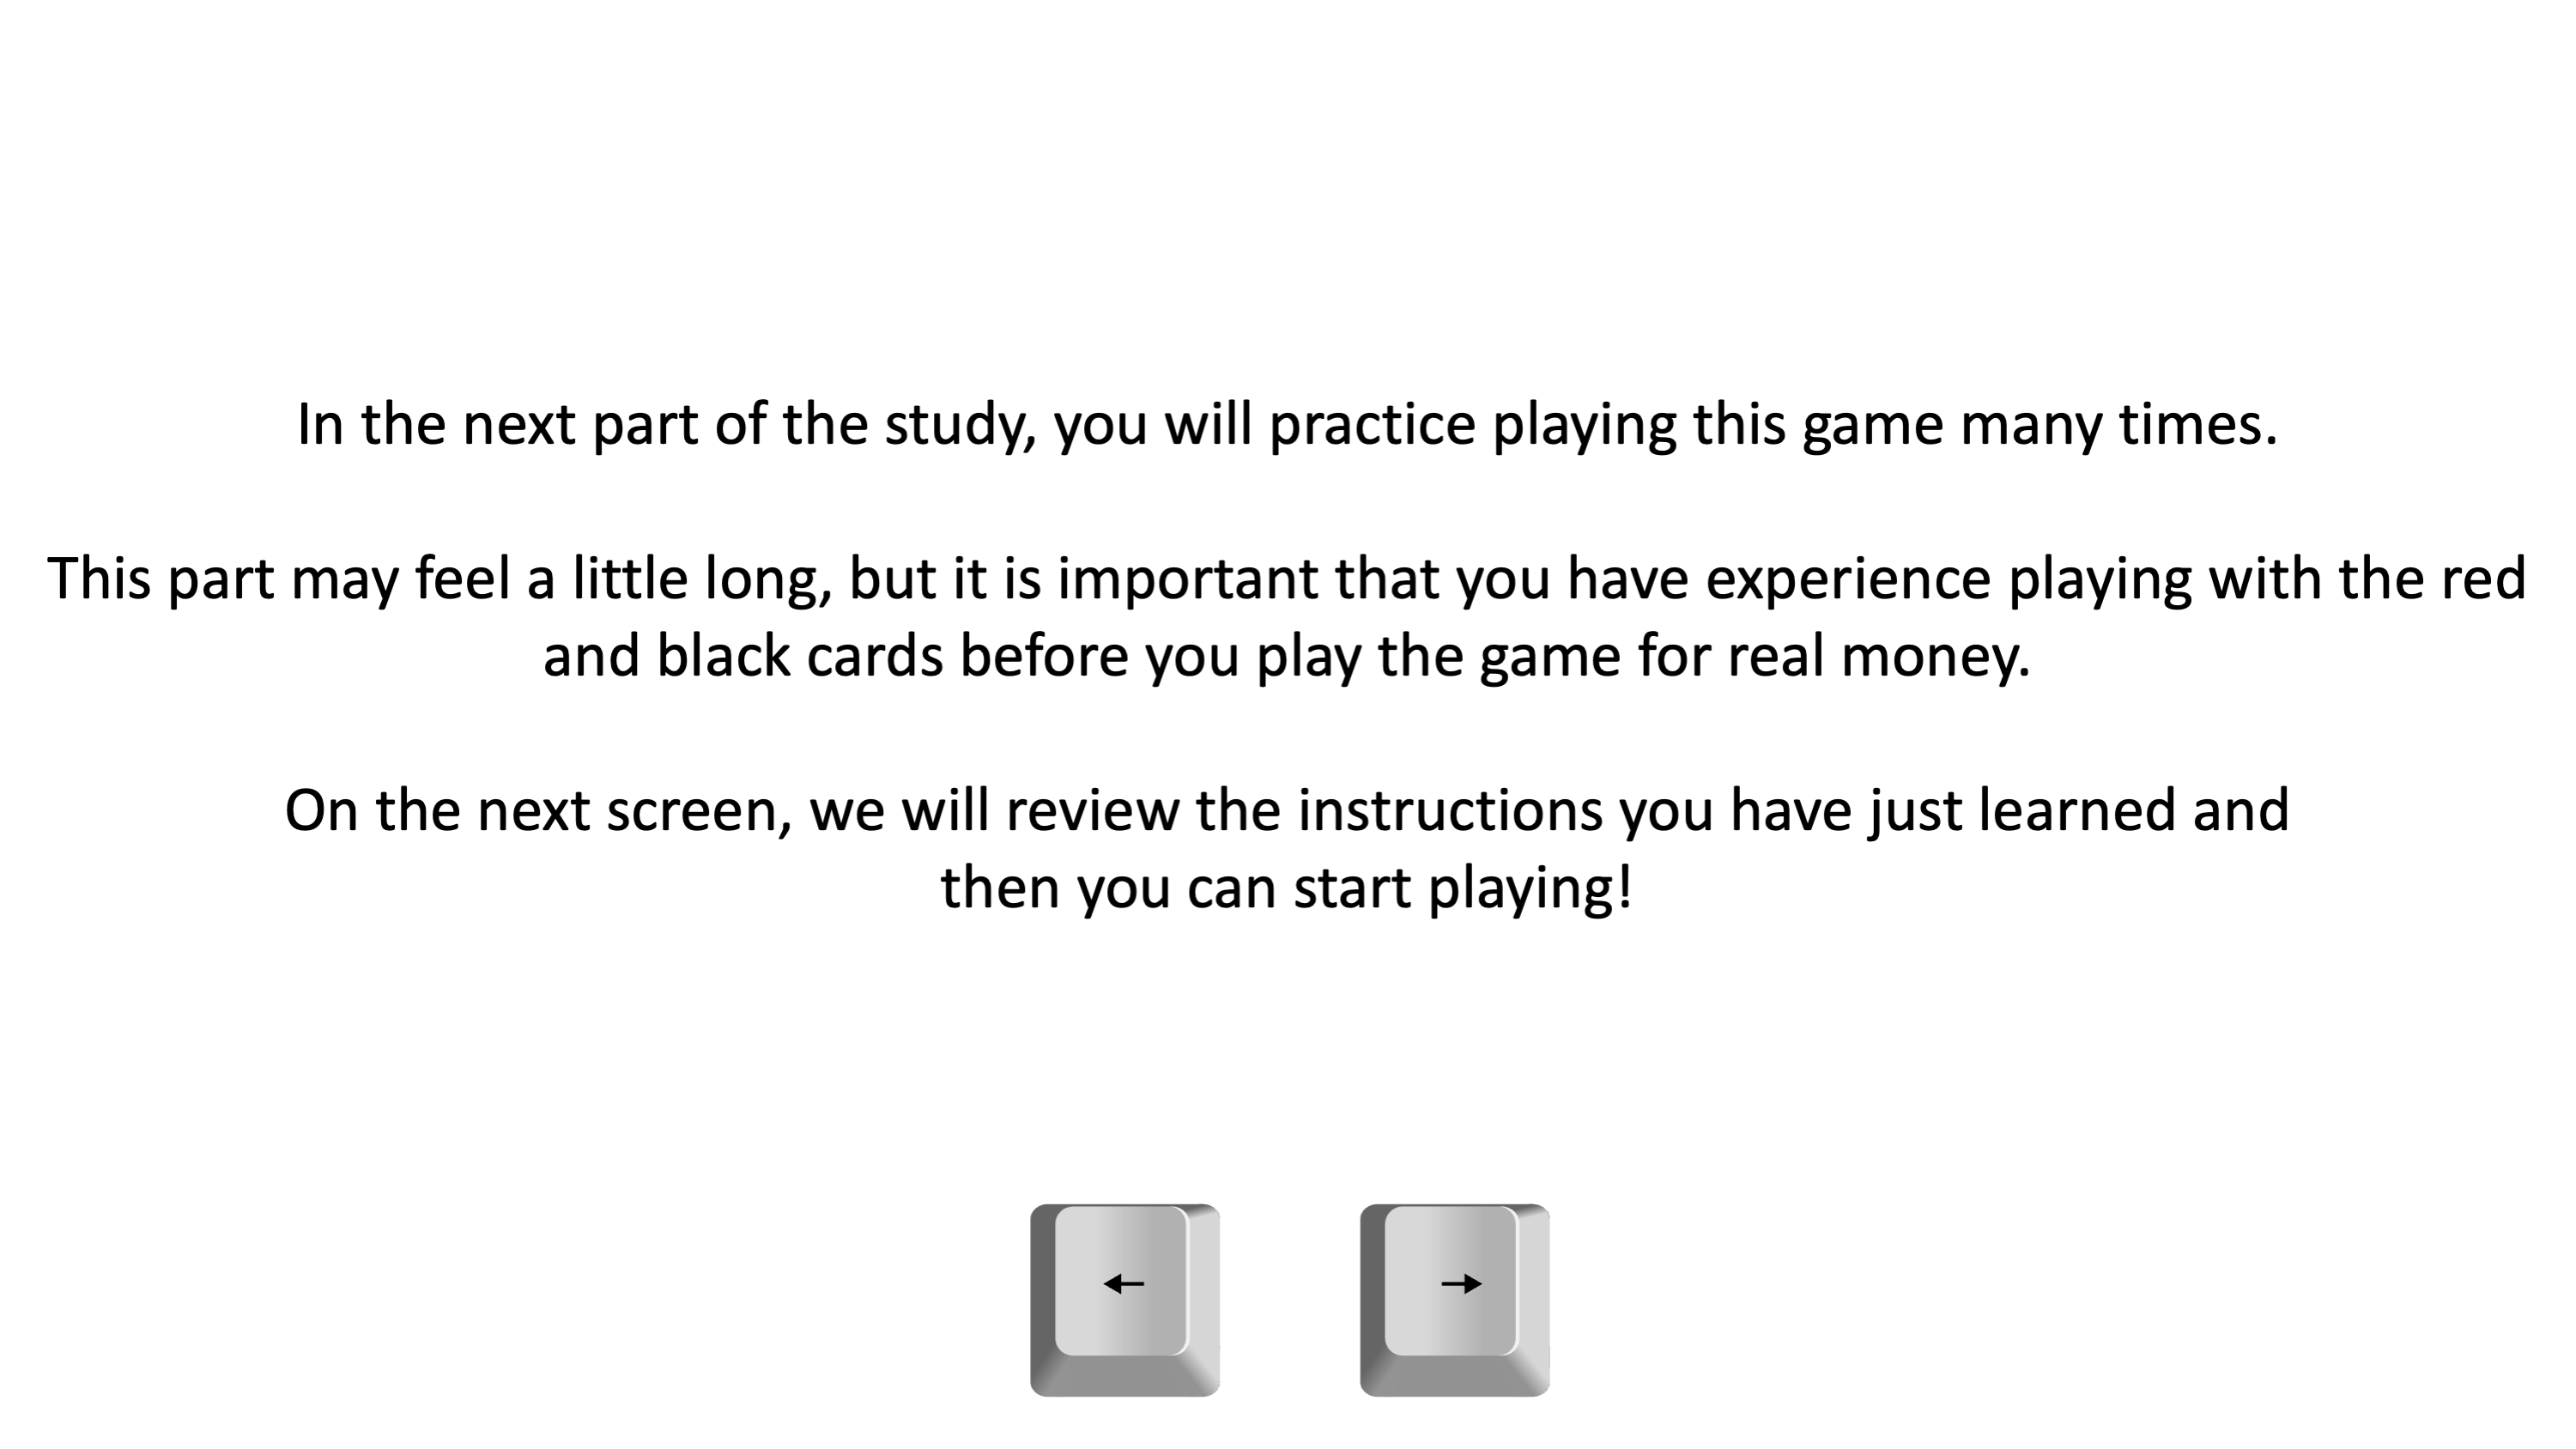 In the next part of the study, you will practice playing this game many times.
This part may feel a little long, but it is important that you have experience playing with the red
and black cards before you play the game for real money.
On the next screen, we will review the instructions you have just learned and
then you can start playing!
← →